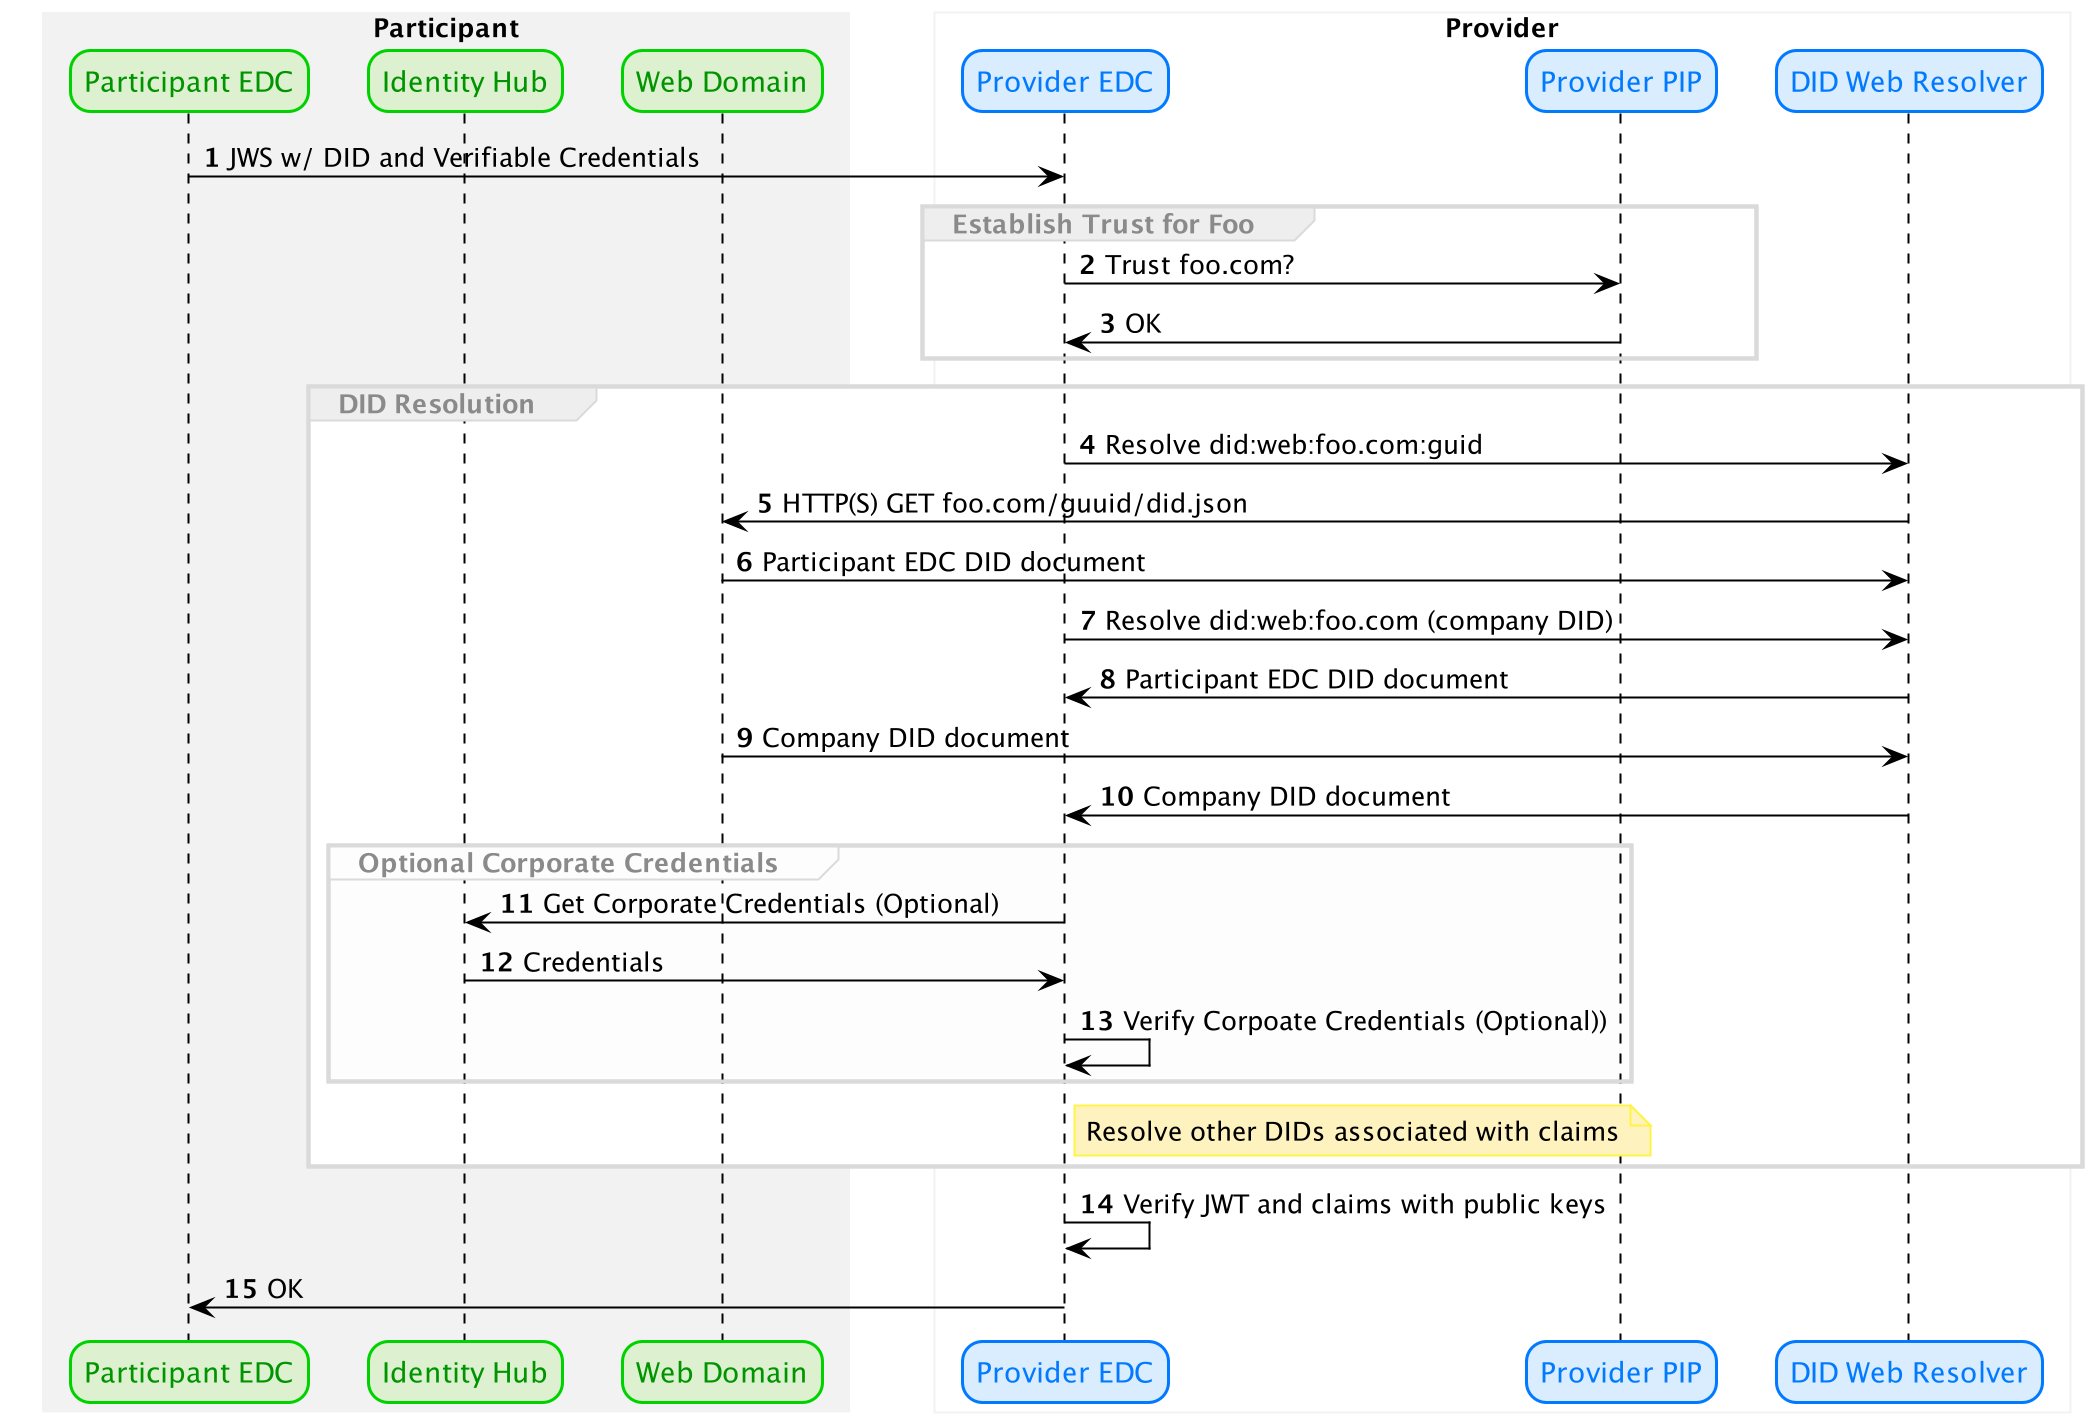 Participant
Provider
Participant EDC
Identity Hub
Web Domain
Provider EDC
Provider PIP
DID Web Resolver
1 JWS w/ DID and Verifiable Credentials
Establish Trust for Foo
2 Trust foo.com?
3 OK
DID Resolution
4 Resolve did:web:foo.com:guid
5 HTTP(S) GET foo.com/guuid/did.json
6 Participant EDC DID document
7 Resolve did:web:foo.com (company DID)
8 Participant EDC DID document
9 Company DID document
10 Company DID document
Optional Corporate Credentials
11 Get Corporate Credentials (Optional)
12 Credentials
13 Verify Corpoate Credentials (Optional))
Resolve other DIDs associated with claims
14 Verify JWT and claims with public keys
15 OK
Participant EDC
Identity Hub
Web Domain
Provider EDC
Provider PIP
DID Web Resolver